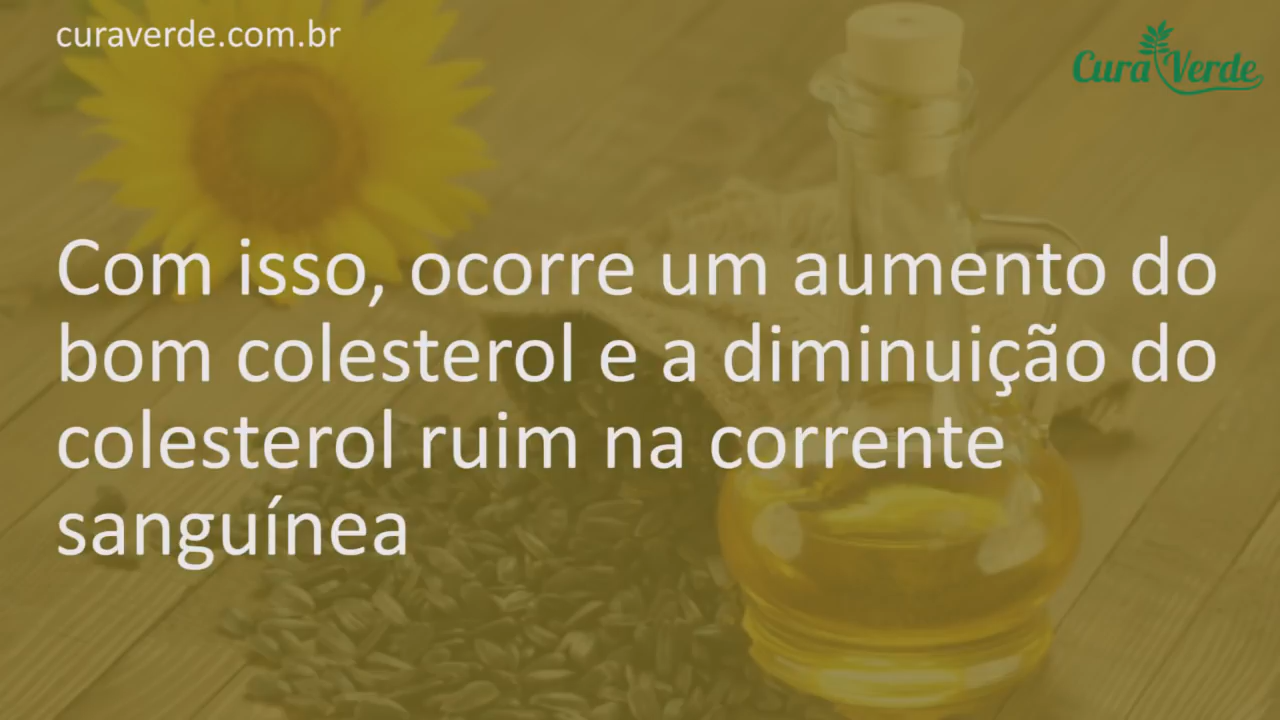 curaverde.com.br
Cura Verde
Com isso, ocorre um aumento do
bom colesterol e a diminuição do
colesterol ruim na corrente
sanguínea